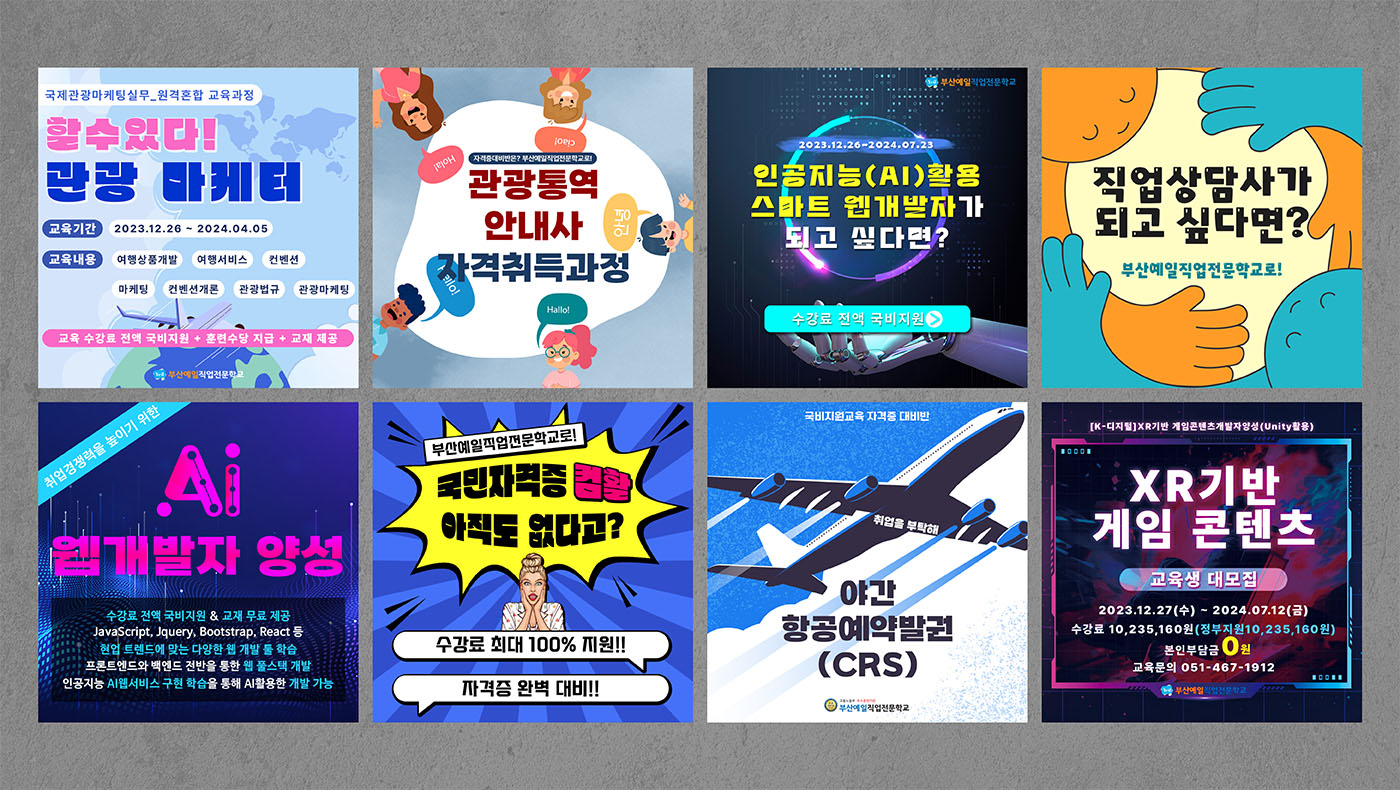 국제관광마케팅실무_원격혼합 교육과정
할수있다!
관광 마케터
교육기간 2023.12.26 ~ 2024.04.05
교육내용 여행상품개발 여행서비스 컨벤션
마케팅 컨벤션개론 관광법규 관광마케팅
교육 수강료 전액 국비지원 + 훈련수당 지급 + 교재 제공
부산예일직업전문학교
Hola!
Ciao!
자격증대비반은? 부산예일직업전문학교로!
관광통역
안내사
자격취득과정
안녕
Hello!
Hallo!
부산예일직업전문학교
2023.12.26~2024.07.23
인공지능(AI)활용
스마트 웹개발자가
되고 싶다면?
수강료 전액 국비지원
직업상담사가
되고 싶다면?
부산예일직업전문학교로!
취업경쟁력을 높이기 위한
Ai
웹개발자 양성
수강료 전액 국비지원 & 교재 무료 제공
JavaScript, Jquery, Bootstrap, React 등
현업 트렌드에 맞는 다양한 웹 개발 툴 학습
프론트엔드와 백엔드 전반을 통한 웹 풀스택 개발
인공지능 AI웹서비스 구현 학습을 통해 AI활용한 개발 가능
부산예일직업전문학교로!
국민자격증 컴활
아직도 없다고?
수강료 최대 100% 지원!!
자격증 완벽 대비!!
국비지원교육 자격증 대비반
취업을 부탁해
야간
항공예약발권
(CRS)
부산예일직업전문학교
[K-디지털]XR기반 게임콘텐츠개발자양성(Unity활용)
XR기반
게임 콘텐츠
교육생 대모집
2023.12.27(수) ~ 2024.07.12(금)
수강료 10,235,160원(정부지원10,235,160원)
본인부담금 0원
교육문의 051-467-1912
부산예일직업전문학교